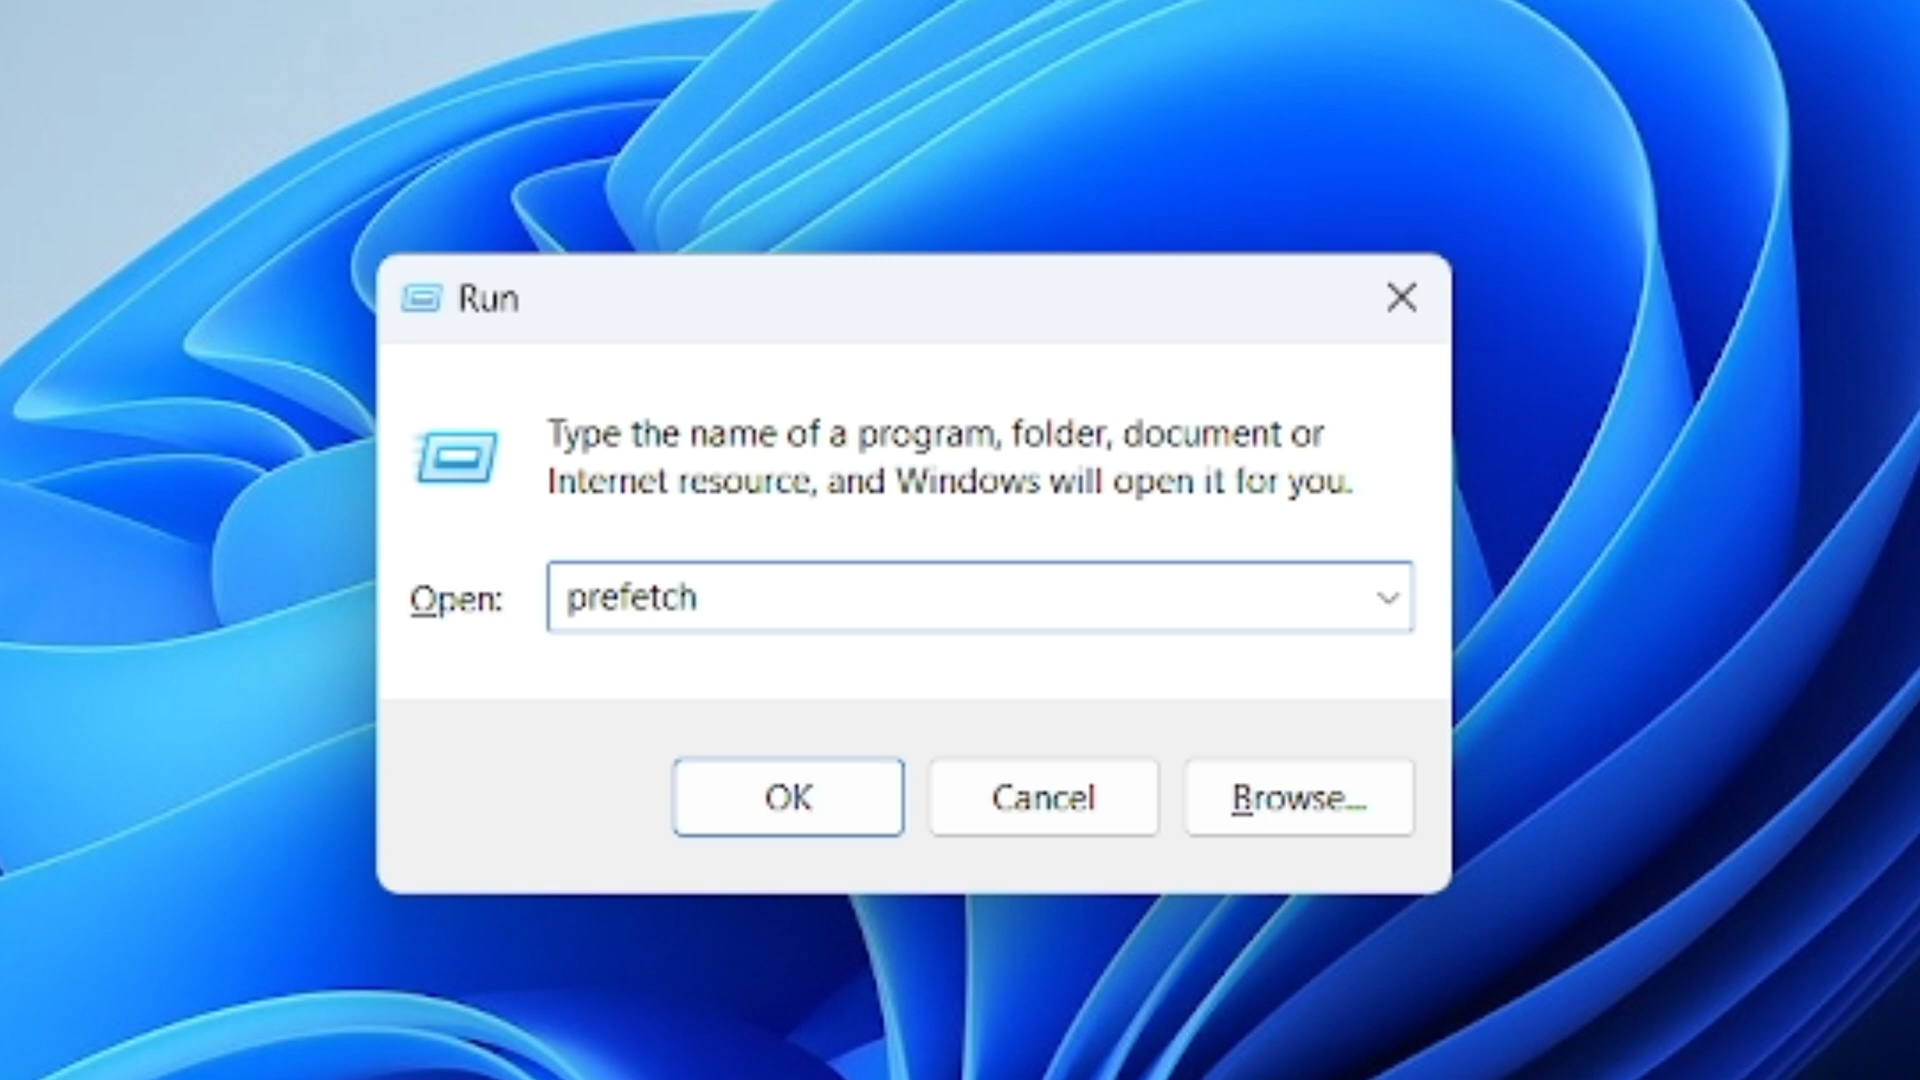 Run
Type the name of a program, folder, document or
Internet resource, and Windows will open it for you.
Open: prefetch
OK Cancel Browse...